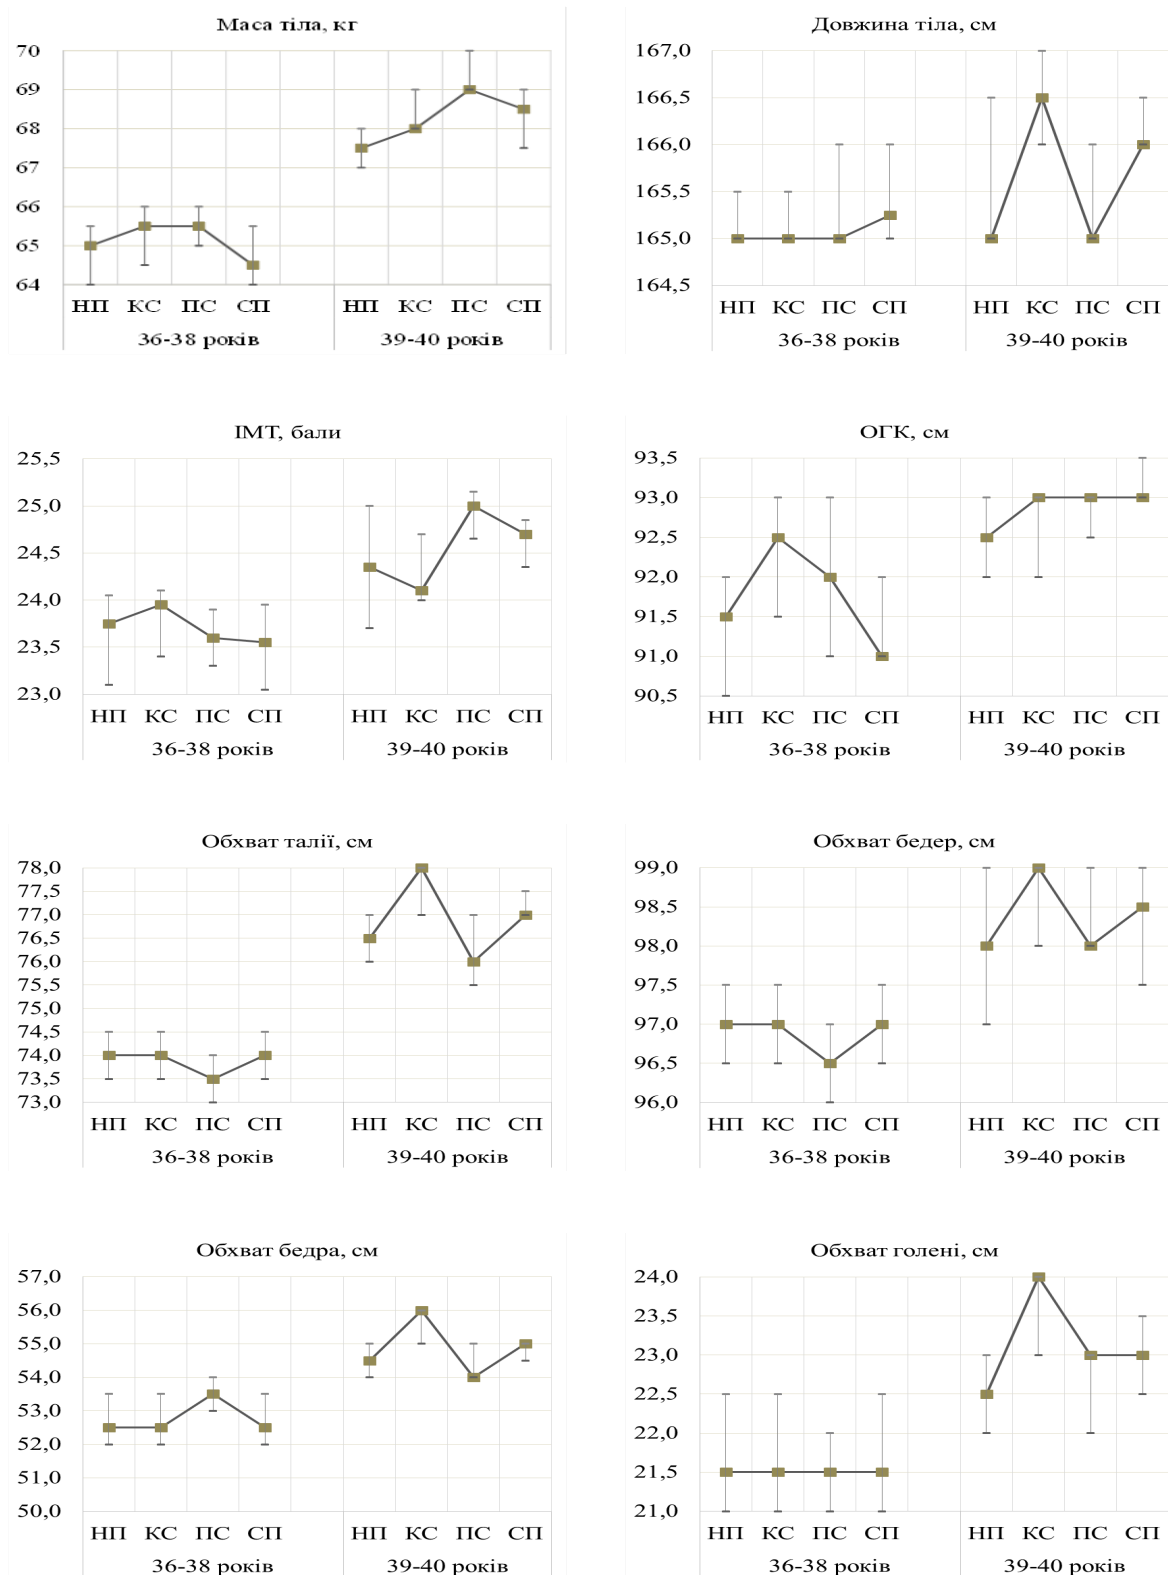 Маса тіла, кг
70
69
68
67
66
65
64
НП КС ПС СП НП КС ПС СП
36-38 років 39-40 років
Довжина тіла, см
167,0
166,5
166,0
165,5
165,0
164,5
НП КС ПС СП НП КС ПС СП
36-38 років 39-40 років
ІМТ, бали
25,5
25,0
24,5
24,0
23,5
23,0
НП КС ПС СП НП КС ПС СП
36-38 років 39-40 років
ОГК, см
93,5
93,0
92,5
92,0
91,5
91,0
90,5
НП КС ПС СП НП КС ПС СП
36-38 років 39-40 років
Обхват талії, см
78,0
77,5
77,0
76,5
76,0
75,5
75,0
74,5
74,0
73,5
73,0
НП КС ПС СП НП КС ПС СП
36-38 років 39-40 років
Обхват бедер, см
99,0
98,5
98,0
97,5
97,0
96,5
96,0
НП КС ПС СП НП КС ПС СП
36-38 років 39-40 років
Обхват бедра, см
57,0
56,0
55,0
54,0
53,0
52,0
51,0
50,0
НП КС ПС СП НП КС ПС СП
36-38 років 39-40 років
Обхват голені, см
24,0
23,5
23,0
22,5
22,0
21,5
21,0
НП КС ПС СП НП КС ПС СП
36-38 років 39-40 років